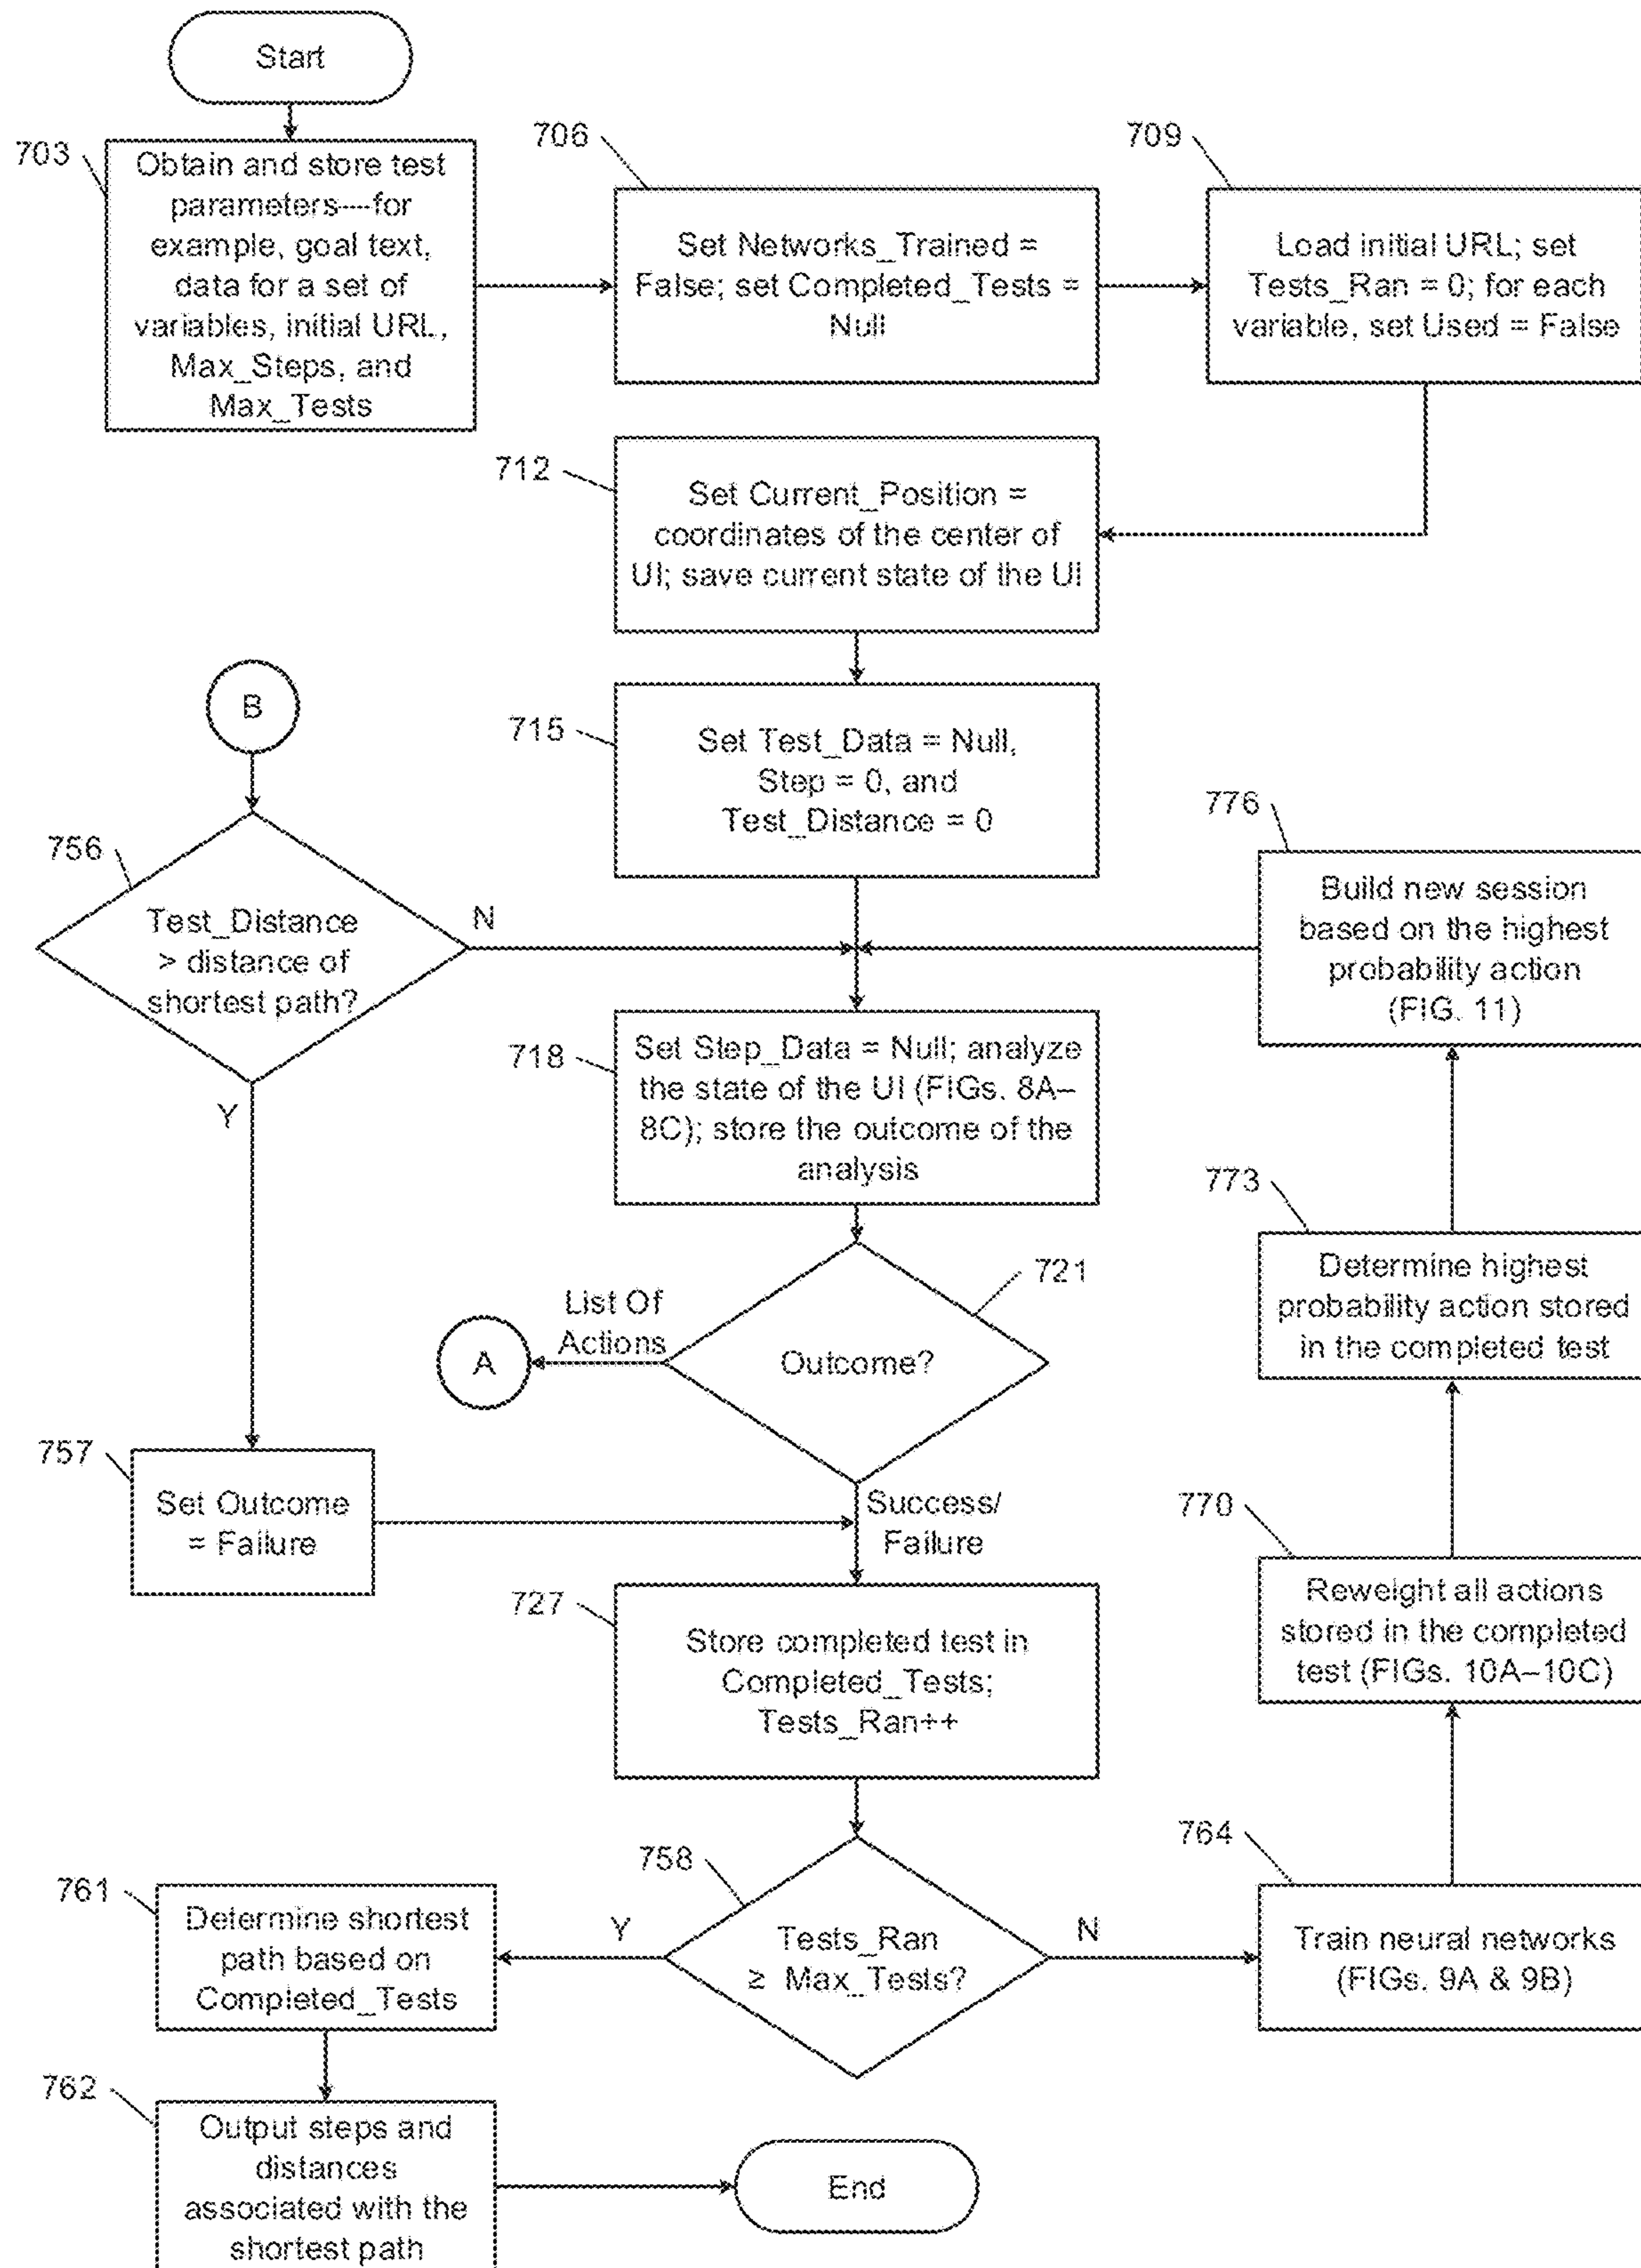 Start
703
Obtain and store test
parameters----for
example, goal text,
data for a set of
variables, initial URL,
Max_Steps, and
Max_Tests
706
Set Networks_Trained =
False; set Completed_Tests =
Null
709
Load initial URL; set
Tests_Ran = 0; for each
variable, set Used = False
712
Set Current_Position =
coordinates of the center of
UI; save current state of the UI
B
715
Set Test_Data = Null,
Step = 0, and
Test_Distance = 0
756
Test_Distance
> distance of
shortest path?
N
Y
776
Build new session
based on the highest
probability action
(FIG. 11)
718
Set Step_Data = Null; analyze
the state of the UI (FIGs. 8A–
8C); store the outcome of the
analysis
773
Determine highest
probability action stored
in the completed test
721
Outcome?
List Of
Actions
A
757
Set Outcome
= Failure
Success/
Failure
770
Reweight all actions
stored in the completed
test (FIGs. 10A–10C)
727
Store completed test in
Completed_Tests;
Tests_Ran++
758
Tests_Ran
≥ Max_Tests?
Y
N
764
Train neural networks
(FIGs. 9A & 9B)
761
Determine shortest
path based on
Completed_Tests
762
Output steps and
distances
associated with the
shortest path
End